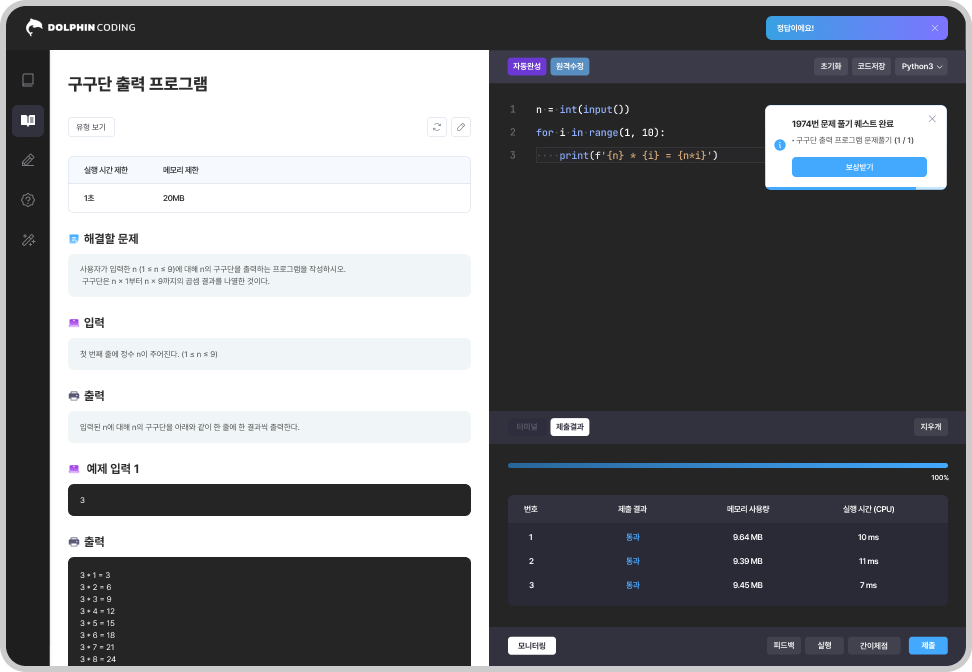 DOLPHIN CODING
정답이에요!
구구단 출력 프로그램
유형 보기
실행 시간 제한 메모리 제한
1초 20MB
해결할 문제
사용자가 입력한 n (1 ≤ n ≤ 9)에 대해 n의 구구단을 출력하는 프로그램을 작성하시오.
구구단은 n × 1부터 n × 9까지의 곱셈 결과를 나열한 것이다.
입력
첫 번째 줄에 정수 n이 주어진다. (1 ≤ n ≤ 9)
출력
입력된 n에 대해 n의 구구단을 아래와 같이 한 줄에 한 결과씩 출력한다.
예제 입력 1
3
출력
3 * 1 = 3
3 * 2 = 6
3 * 3 = 9
3 * 4 = 12
3 * 5 = 15
3 * 6 = 18
3 * 7 = 21
3 * 8 = 24
자동완성 원격수정 초기화 코드저장 Python3
1 n = int(input())
2 for i in range(1, 10):
3 ····print(f'{n} * {i} = {n*i}')
1974번 문제 풀기 퀘스트 완료
• 구구단 출력 프로그램 문제풀기 (1 / 1)
보상받기
터미널 제출결과 지우개
100%
번호 제출 결과 메모리 사용량 실행 시간 (CPU)
1 통과 9.64 MB 10 ms
2 통과 9.39 MB 11 ms
3 통과 9.45 MB 7 ms
모니터링 피드백 실행 간이채점 제출